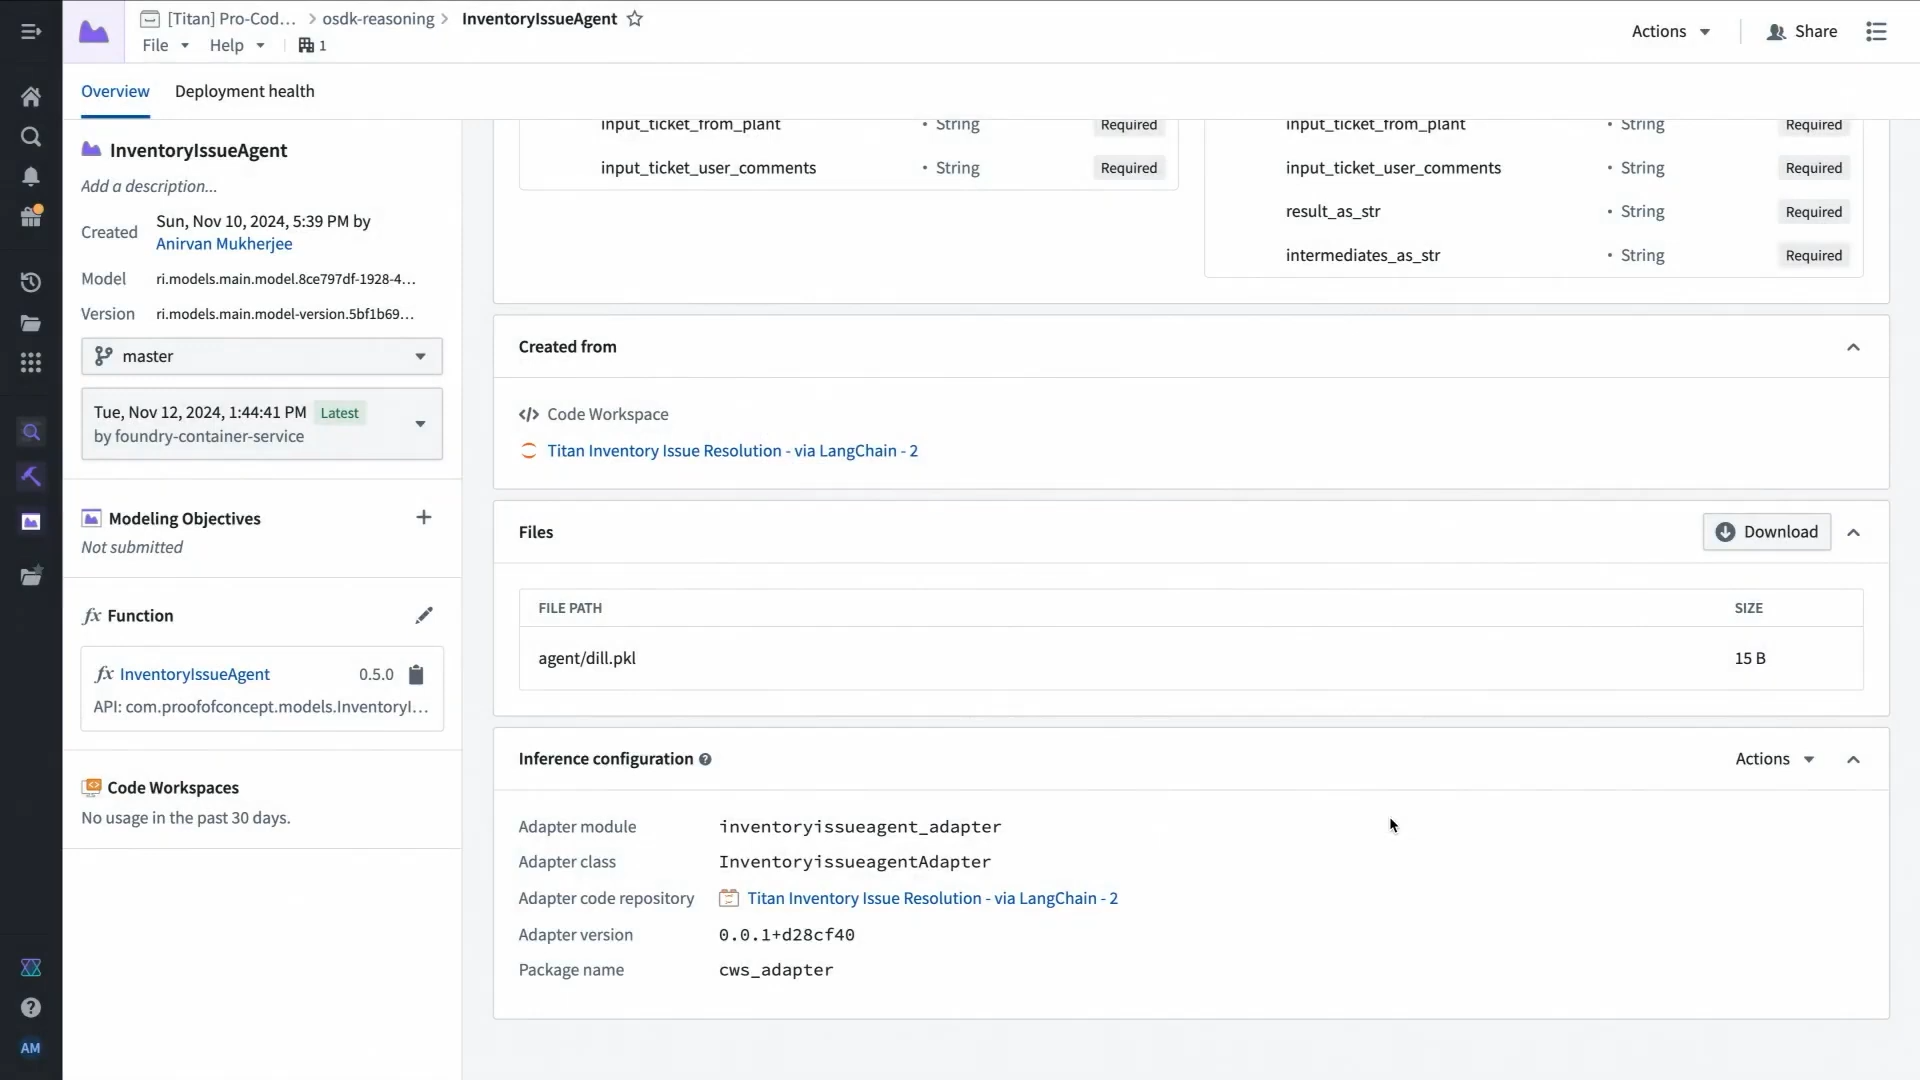 [Titan] Pro-Cod... > osdk-reasoning > InventoryIssueAgent
File Help 1
Actions Share
Overview Deployment health
InventoryIssueAgent
Add a description...
Created Sun, Nov 10, 2024, 5:39 PM by
Anirvan Mukherjee
Model ri.models.main.model.8ce797df-1928-4...
Version ri.models.main.model-version.5bf1b69...
master
Tue, Nov 12, 2024, 1:44:41 PM Latest
by foundry-container-service
Modeling Objectives +
Not submitted
fx Function
fx InventoryIssueAgent 0.5.0
API: com.proofofconcept.models.InventoryI...
Code Workspaces
No usage in the past 30 days.
AM
input_ticket_from_plant • String Required
input_ticket_user_comments • String Required
input_ticket_from_plant • String Required
input_ticket_user_comments • String Required
result_as_str • String Required
intermediates_as_str • String Required
Created from
</> Code Workspace
Titan Inventory Issue Resolution - via LangChain - 2
Files Download
FILE PATH SIZE
agent/dill.pkl 15 B
Inference configuration ? Actions
Adapter module inventoryissueagent_adapter
Adapter class InventoryissueagentAdapter
Adapter code repository Titan Inventory Issue Resolution - via LangChain - 2
Adapter version 0.0.1+d28cf40
Package name cws_adapter